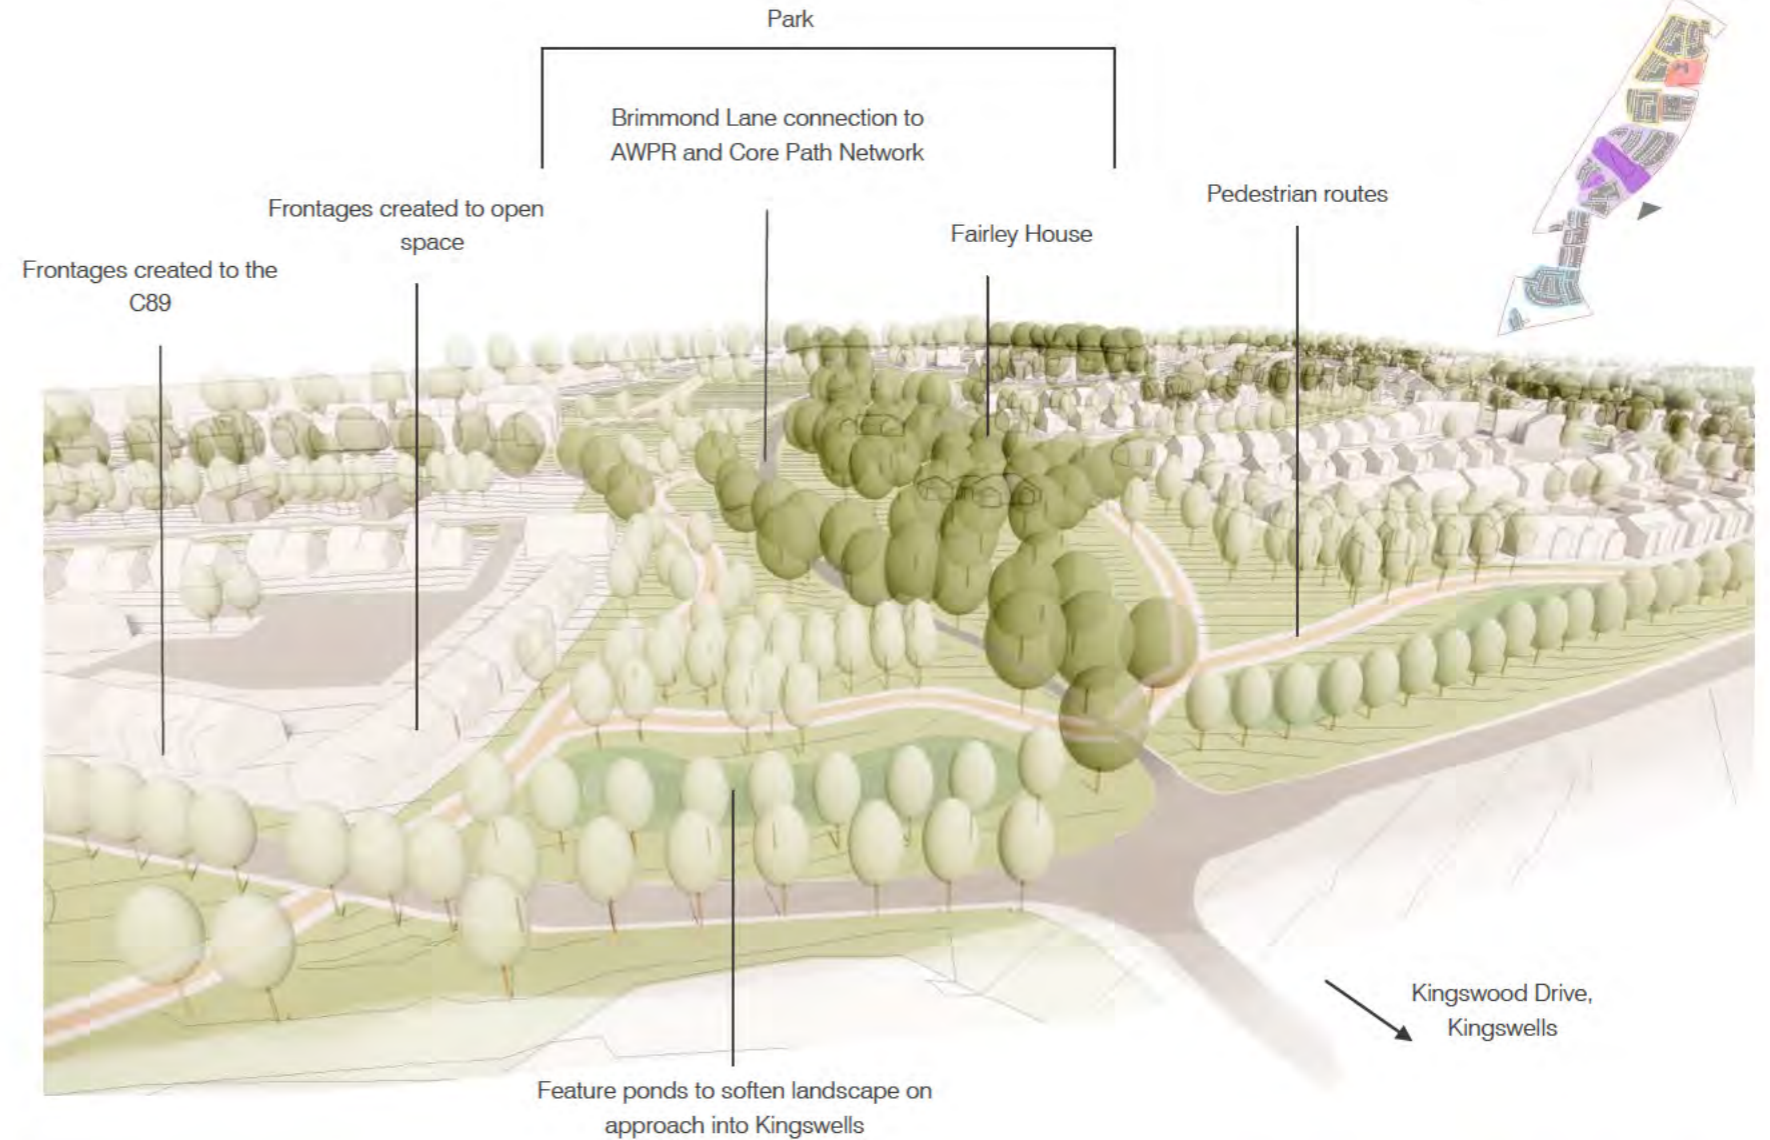 Park
Brimmond Lane connection to
AWPR and Core Path Network
Frontages created to open
space
Pedestrian routes
Fairley House
Frontages created to the
C89
Kingswood Drive,
Kingswells
Feature ponds to soften landscape on
approach into Kingswells